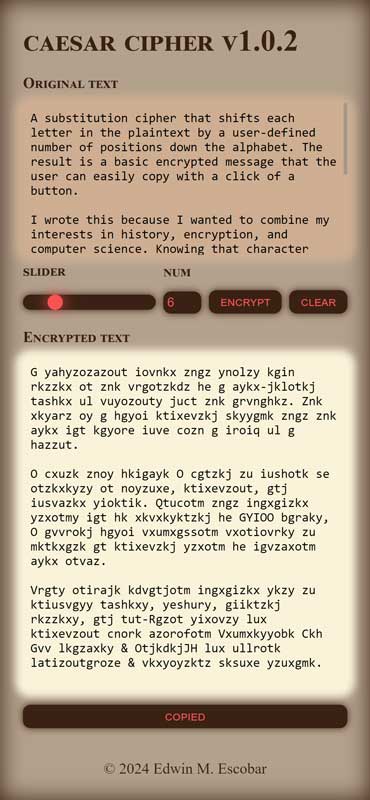 CAESAR CIPHER V1.0.2
ORIGINAL TEXT
A substitution cipher that shifts each
letter in the plaintext by a user-defined
number of positions down the alphabet. The
result is a basic encrypted message that the
user can easily copy with a click of a
button.
I wrote this because I wanted to combine my
interests in history, encryption, and
computer science. Knowing that character
SLIDER NUM
6 ENCRYPT CLEAR
ENCRYPTED TEXT
G yahyzozazout iovnkx zngz ynolzy kgin
rkzzkx ot znk vrgotzkdz he g aykx-jklotkj
tashkx ul vuyozouty juct znk grvnghkz. Znk
xkyarz oy g hgyoi ktixevzkj skyygmk zngz znk
aykx igt kgyore iuve cozn g iroiq ul g
hazzut.
O cxuzk znoy hkigayk O cgtzkj zu iushotk se
otzkxkyzy ot noyzuxe, ktixevzout, gtj
iusvazkx yioktik. Qtucotm zngz ingxgizkx
yzxotmy igt hk xkvxkyktzkj he GYIOO bgraky,
O gvvrokj hgyoi vxumxgssotm vxotiovrky zu
mktkxgzk gt ktixevzkj yzxotm he igvzaxotm
aykx otvaz.
Vrgty otirajk kdvgtjotm ingxgizkx ykzy zu
ktiusvgyy tashkxy, yeshury, giiktzkj
rkzzkxy, gtj tut-Rgzot yixovzy lux
ktixevzout cnork azorofotm Vxumxkyyobk Ckh
Gvv lkgzaxky & OtjkdkjJH lux ullrotk
latizoutgroze & vkxyoyzktz sksuxe yzuxgmk.
COPIED
© 2024 Edwin M. Escobar